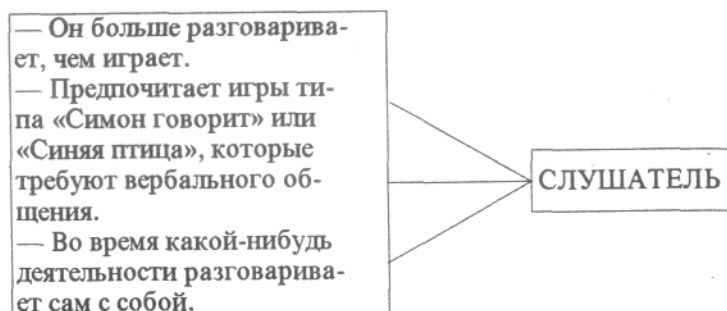 — Он больше разговарива-
ет, чем играет.
— Предпочитает игры ти-
па «Симон говорит» или
«Синяя птица», которые
требуют вербального об-
щения.
— Во время какой-нибудь
деятельности разговарива-
ет сам с собой.
СЛУШАТЕЛЬ